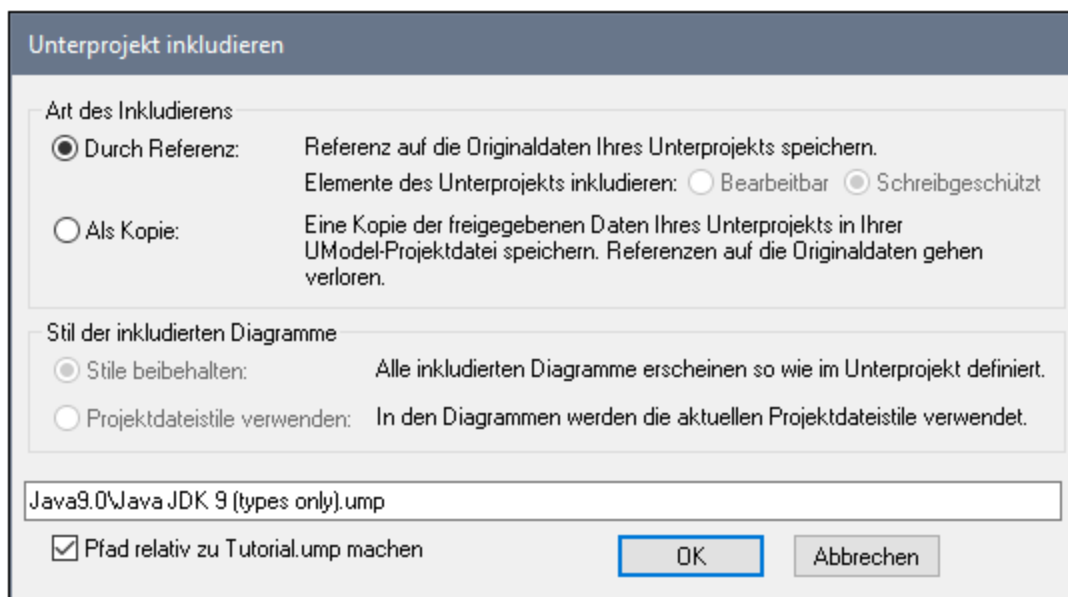 Unterprojekt inkludieren
Art des Inkludierens
Durch Referenz: Referenz auf die Originaldaten Ihres Unterprojekts speichern.
Elemente des Unterprojekts inkludieren: Bearbeitbar Schreibgeschützt
Als Kopie: Eine Kopie der freigegebenen Daten Ihres Unterprojekts in Ihrer
UModel-Projektdatei speichern. Referenzen auf die Originaldaten gehen
verloren.
Stil der inkludierten Diagramme
Stile beibehalten: Alle inkludierten Diagramme erscheinen so wie im Unterprojekt definiert.
Projektdateistile verwenden: In den Diagrammen werden die aktuellen Projektdateistile verwendet.
Java9.0\Java JDK 9 (types only).ump
Pfad relativ zu Tutorial.ump machen OK Abbrechen